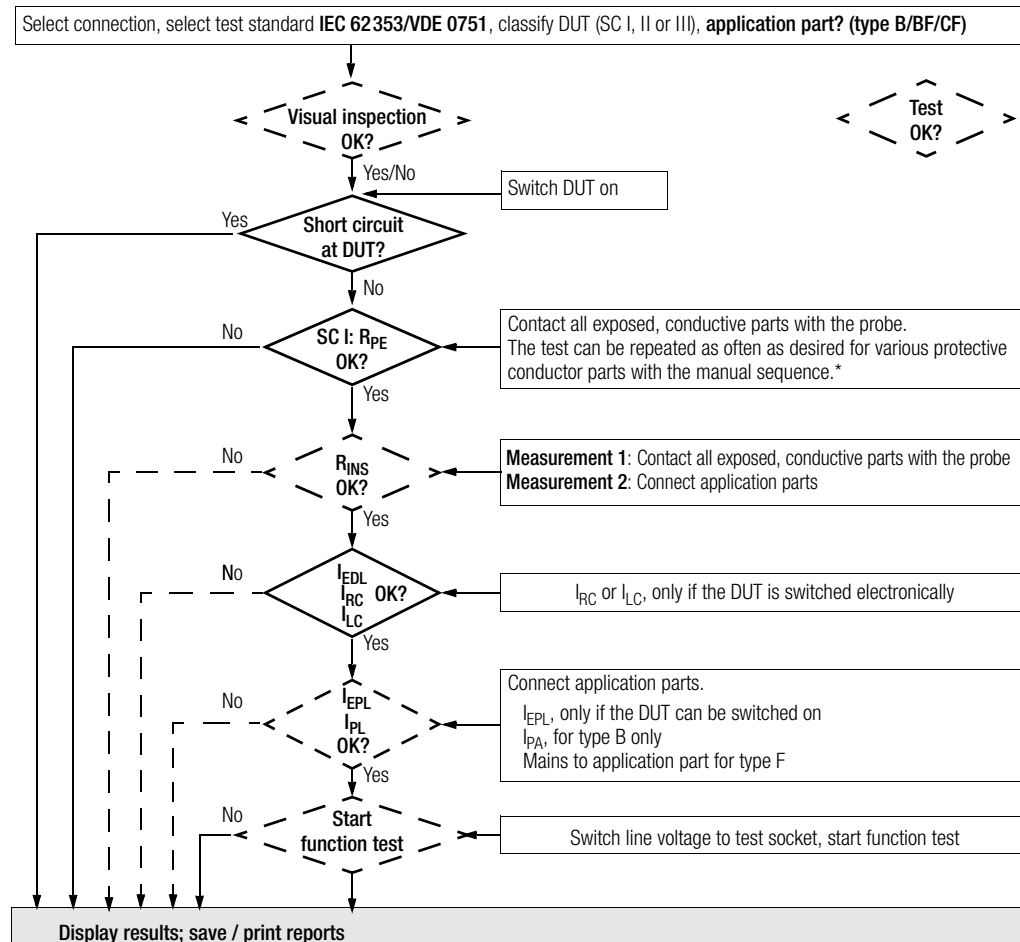 Select connection, select test standard IEC 62353/VDE 0751, classify DUT (SC I, II or III), application part? (type B/BF/CF)
Visual inspection
OK?
Test
OK?
Yes/No
Switch DUT on
Yes
Short circuit
at DUT?
No
No
SC I: RPE
OK?
Contact all exposed, conductive parts with the probe.
The test can be repeated as often as desired for various protective
conductor parts with the manual sequence.*
Yes
No
RINS
OK?
Measurement 1: Contact all exposed, conductive parts with the probe
Measurement 2: Connect application parts
Yes
No
IEDL
IRC OK?
ILC
IRC or ILC, only if the DUT is switched electronically
Yes
No
IEPL
IPL
OK?
Connect application parts.
IEPL, only if the DUT can be switched on
IPA, for type B only
Mains to application part for type F
Yes
No
Start
function test
Switch line voltage to test socket, start function test
Display results; save / print reports